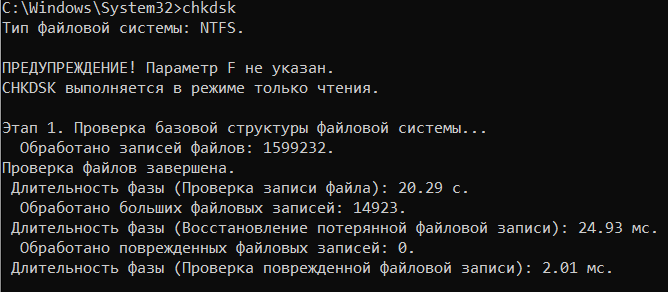 C:\Windows\System32>chkdsk
Тип файловой системы: NTFS.
ПРЕДУПРЕЖДЕНИЕ! Параметр F не указан.
CHKDSK выполняется в режиме только чтения.
Этап 1. Проверка базовой структуры файловой системы...
Обработано записей файлов: 1599232.
Проверка файлов завершена.
Длительность фазы (Проверка записи файла): 20.29 с.
Обработано больших файловых записей: 14923.
Длительность фазы (Восстановление потерянной файловой записи): 24.93 мс.
Обработано поврежденных файловых записей: 0.
Длительность фазы (Проверка поврежденной файловой записи): 2.01 мс.